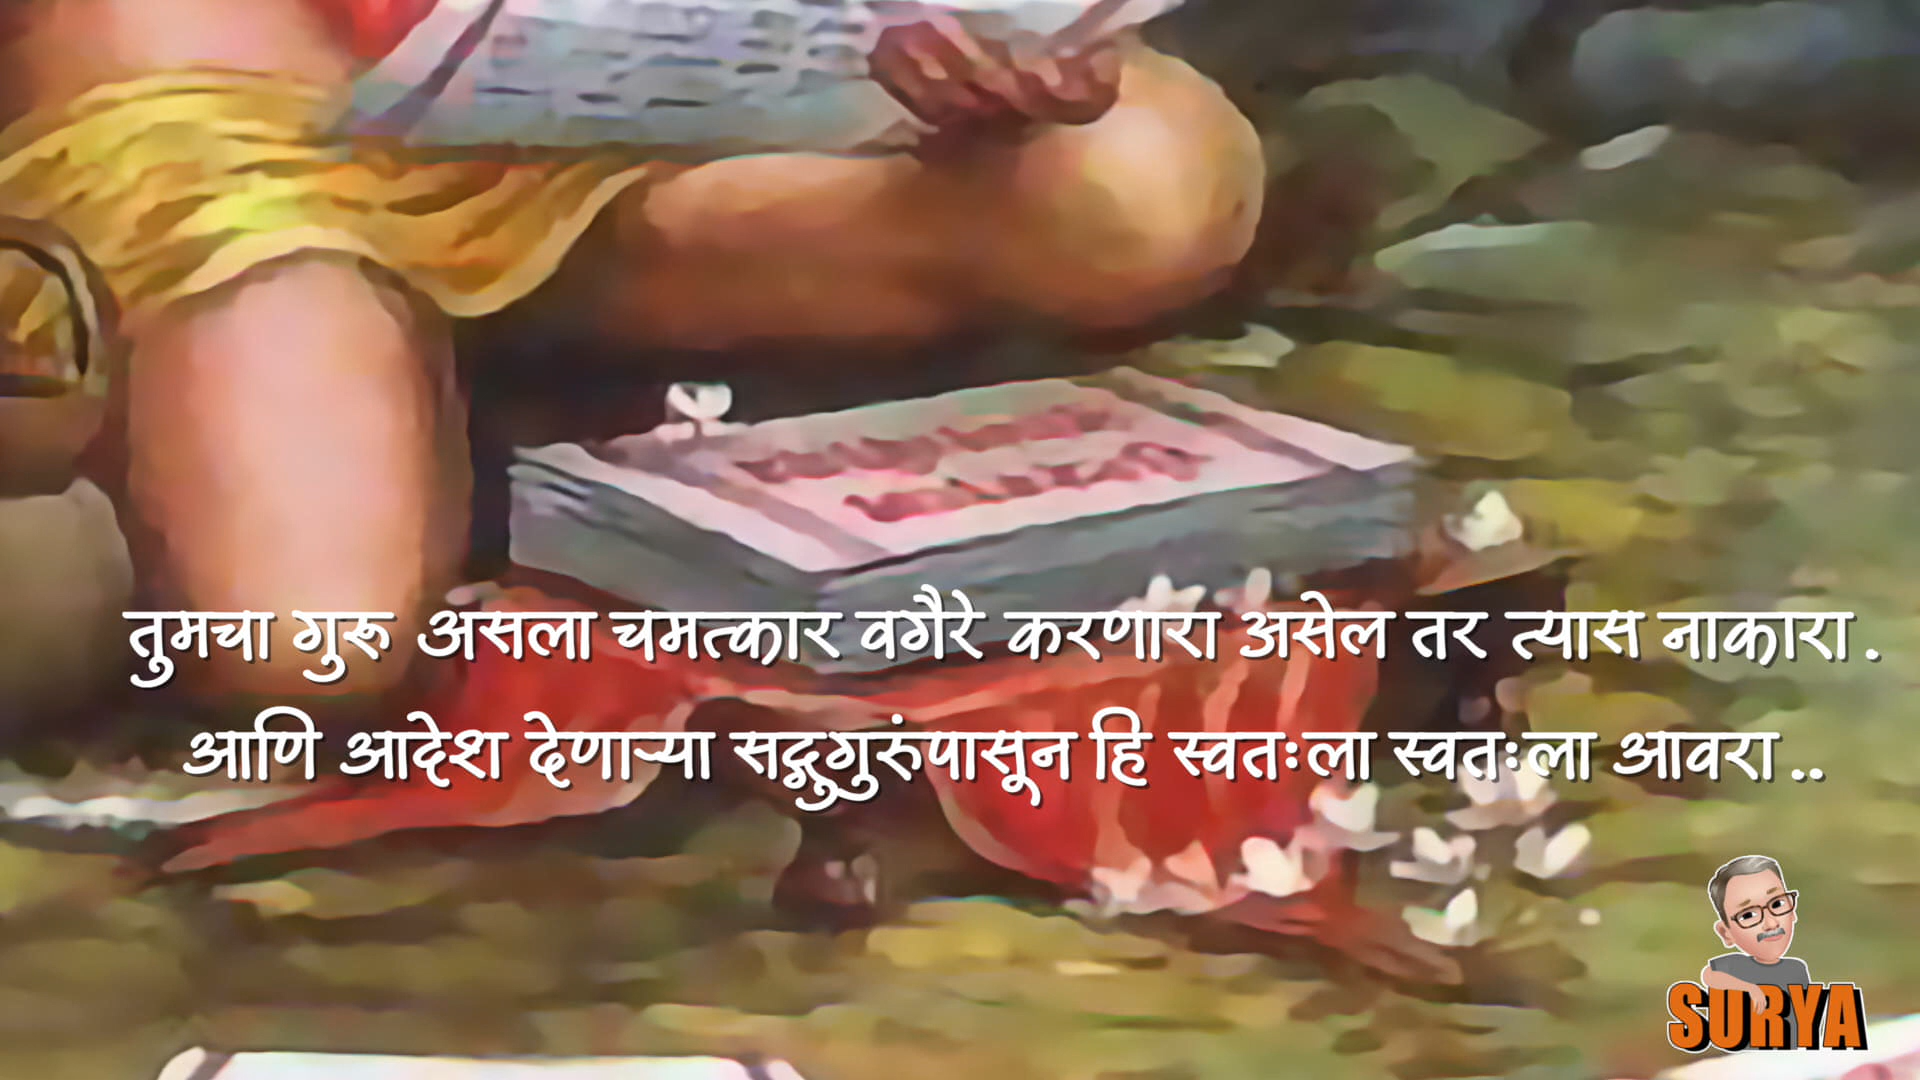 तुमचा गुरू असला चमत्कार वगैरे करणारा असेल तर त्यास नाकारा .
आणि आदेश देणाऱ्या सद्गुगुरुंपासून हि स्वतःला स्वतःला आवरा ..
SURYA